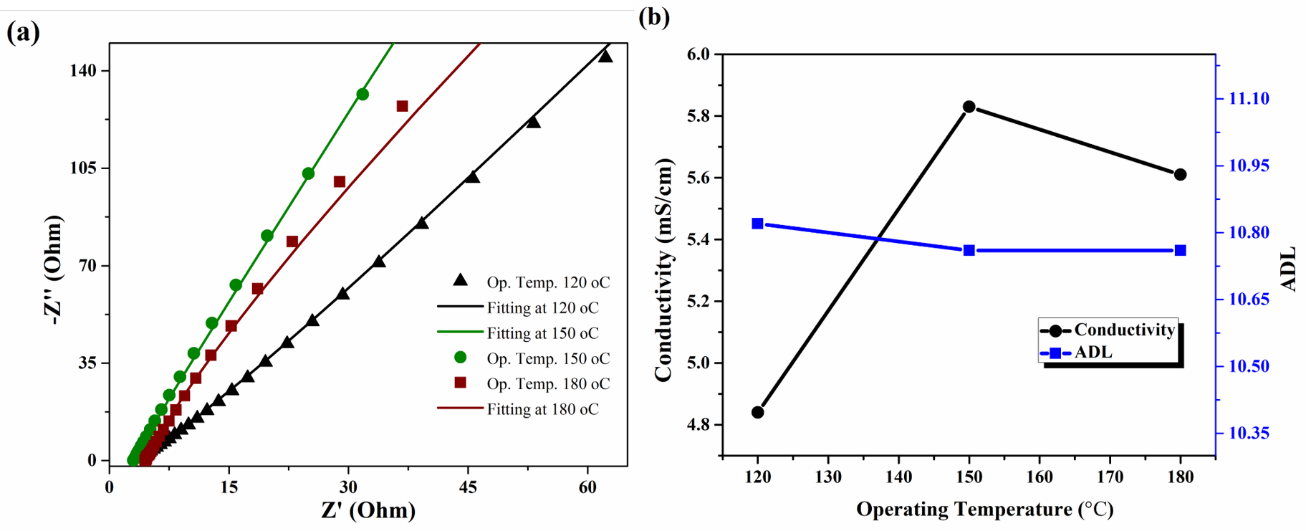 (a)
140
105
70
35
0
-Z'' (Ohm)
Op. Temp. 120 oC
Fitting at 120 oC
Fitting at 150 oC
Op. Temp. 150 oC
Op. Temp. 180 oC
Fitting at 180 oC
0 15 30 45 60
Z' (Ohm)
(b)
6.0
5.8
5.6
5.4
5.2
5.0
4.8
Conductivity (mS/cm)
11.10
10.95
10.80
10.65
10.50
10.35
ADL
Conductivity
ADL
120 130 140 150 160 170 180
Operating Temperature (°C)